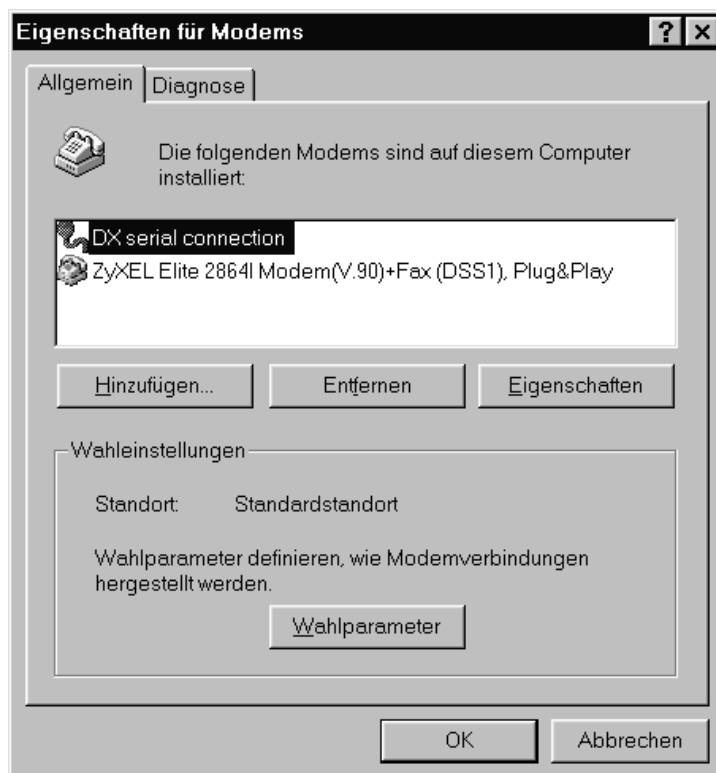 Eigenschaften für Modems
Allgemein
Diagnose
Die folgenden Modems sind auf diesem Computer
installiert:
DX serial connection
ZyXEL Elite 2864I Modem(V.90)+Fax (DSS1), Plug&Play
Hinzufügen...
Entfernen
Eigenschaften
Wahleinstellungen
Standort: Standardstandort
Wahlparameter definieren, wie Modemverbindungen
hergestellt werden.
Wahlparameter
OK
Abbrechen